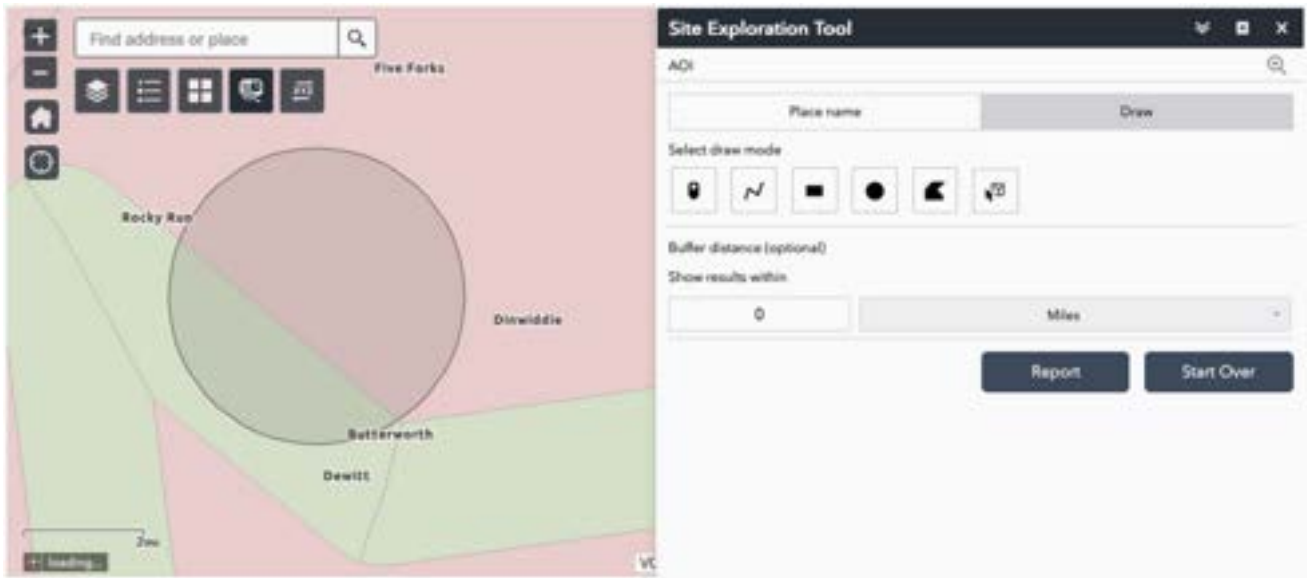 Find address or place
Five Forks
Rocky Run
Dinwiddie
Butterworth
Dewitt
2mi
loading...
VC
Site Exploration Tool
AOI
Place name
Draw
Select draw mode
Buffer distance (optional)
Show results within
0
Miles
Report
Start Over